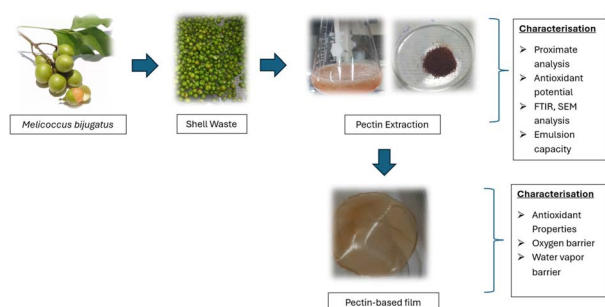 Melicoccus bijugatus
Shell Waste
Pectin Extraction
Characterisation
➢ Proximate
analysis
➢ Antioxidant
potential
➢ FTIR, SEM
analysis
➢ Emulsion
capacity
Pectin-based film
Characterisation
➢ Antioxidant
Properties
➢ Oxygen barrier
➢ Water vapor
barrier